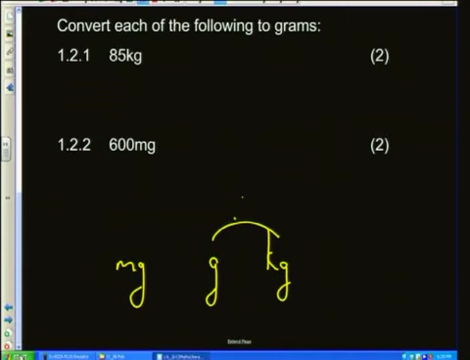 Convert each of the following to grams:
1.2.1 85kg (2)
1.2.2 600mg (2)
mg g kg